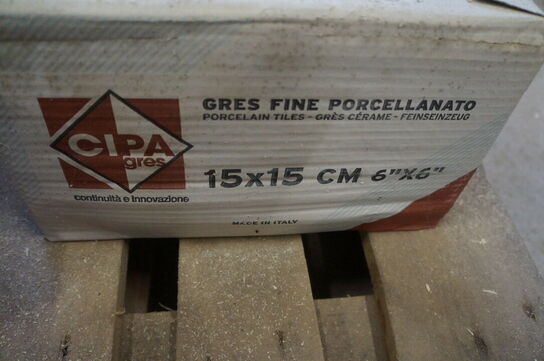 CIPA
gres
continuità e innovazione
GRES FINE PORCELLANATO
PORCELAIN TILES - GRÈS CÉRAME - FEINSEINZEUG
15x15 CM 6"X6"
MADE IN ITALY